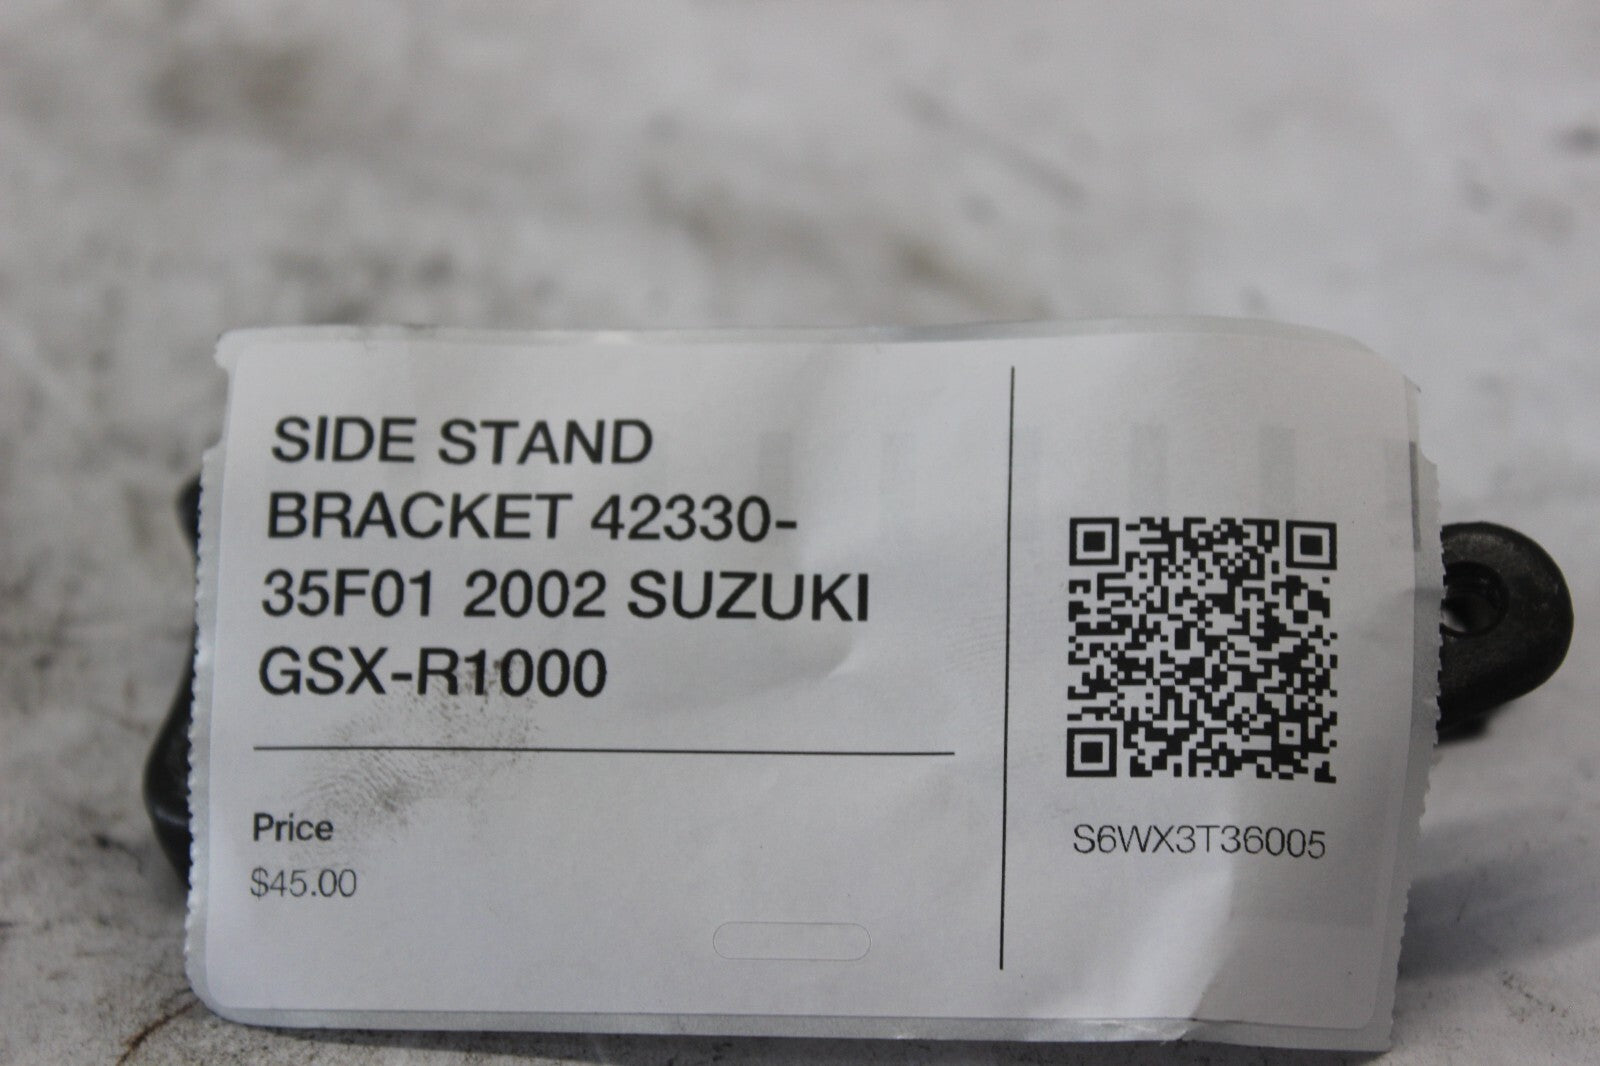 SIDE STAND
BRACKET 42330-
35F01 2002 SUZUKI
GSX-R1000
Price
$45.00
S6WX3T36005